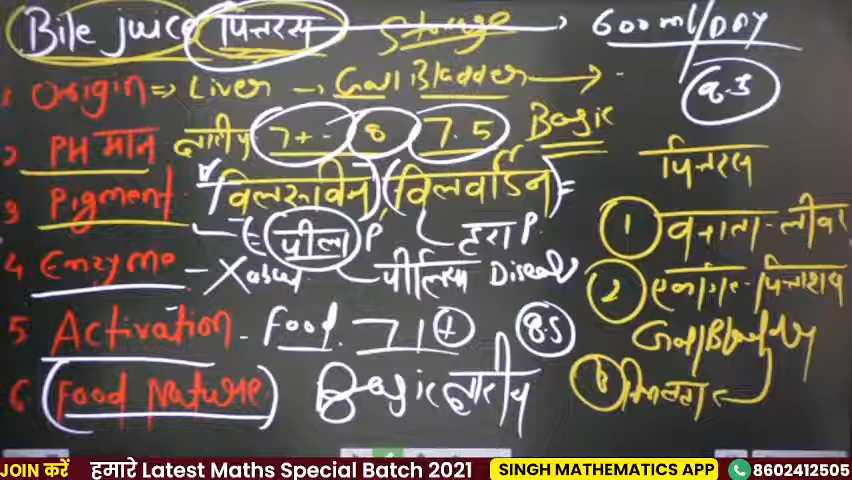 Bile juice पित्तरस Storage 600 ml/DAY
1 Origin => Liver → Gall Bladder → 8.5
2 PH मान क्षारीय 7+ - 8 7.5 Basic
3 Pigment - विलरूविन, विलवर्डिन =
पीला P हरा P.
4 Enzyme - X पीलिया Disease
5 Activation - Food. 7 + 8.5
6 Food Nature Basic क्षारीय
पित्तरस
1 बनाता - लीवर
2 एकत्र - पित्ताशय
Gall Bladder
3
JOIN करें हमारे Latest Maths Special Batch 2021 SINGH MATHEMATICS APP 8602412505